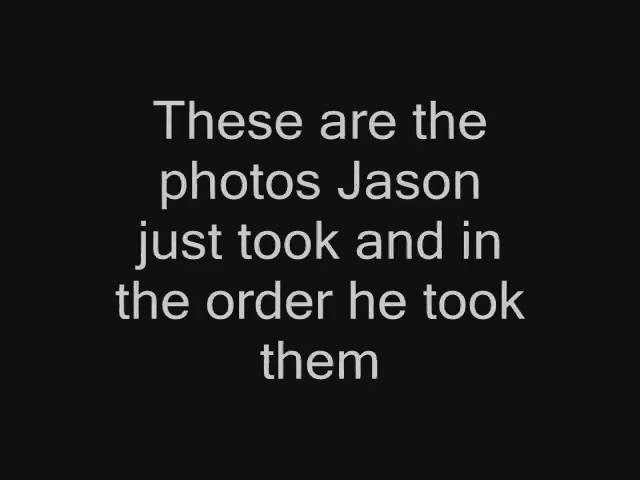 These are the
photos Jason
just took and in
the order he took
them